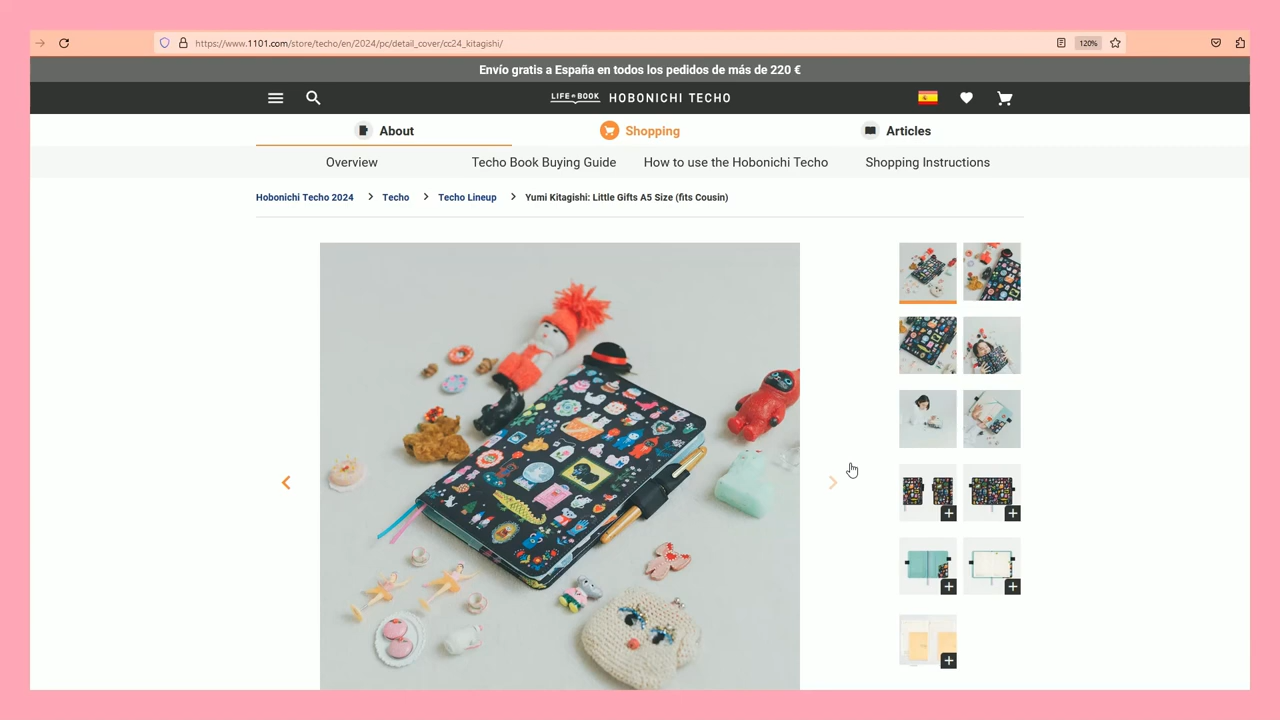 https://www.1101.com/store/techo/en/2024/pc/detail_cover/cc24_kitagishi/
120%
Envío gratis a España en todos los pedidos de más de 220 €
LIFE BOOK HOBONICHI TECHO
About
Shopping
Articles
Overview
Techo Book Buying Guide
How to use the Hobonichi Techo
Shopping Instructions
Hobonichi Techo 2024 > Techo > Techo Lineup > Yumi Kitagishi: Little Gifts A5 Size (fits Cousin)